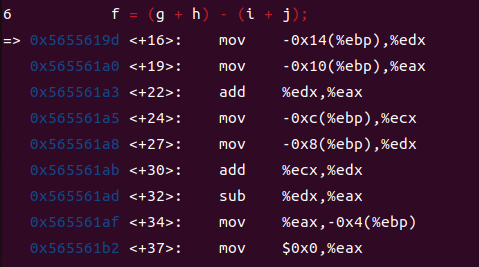 6 f = (g + h) - (i + j);
=> 0x5655619d <+16>: mov -0x14(%ebp),%edx
0x565561a0 <+19>: mov -0x10(%ebp),%eax
0x565561a3 <+22>: add %edx,%eax
0x565561a5 <+24>: mov -0xc(%ebp),%ecx
0x565561a8 <+27>: mov -0x8(%ebp),%edx
0x565561ab <+30>: add %ecx,%edx
0x565561ad <+32>: sub %edx,%eax
0x565561af <+34>: mov %eax,-0x4(%ebp)
0x565561b2 <+37>: mov $0x0,%eax